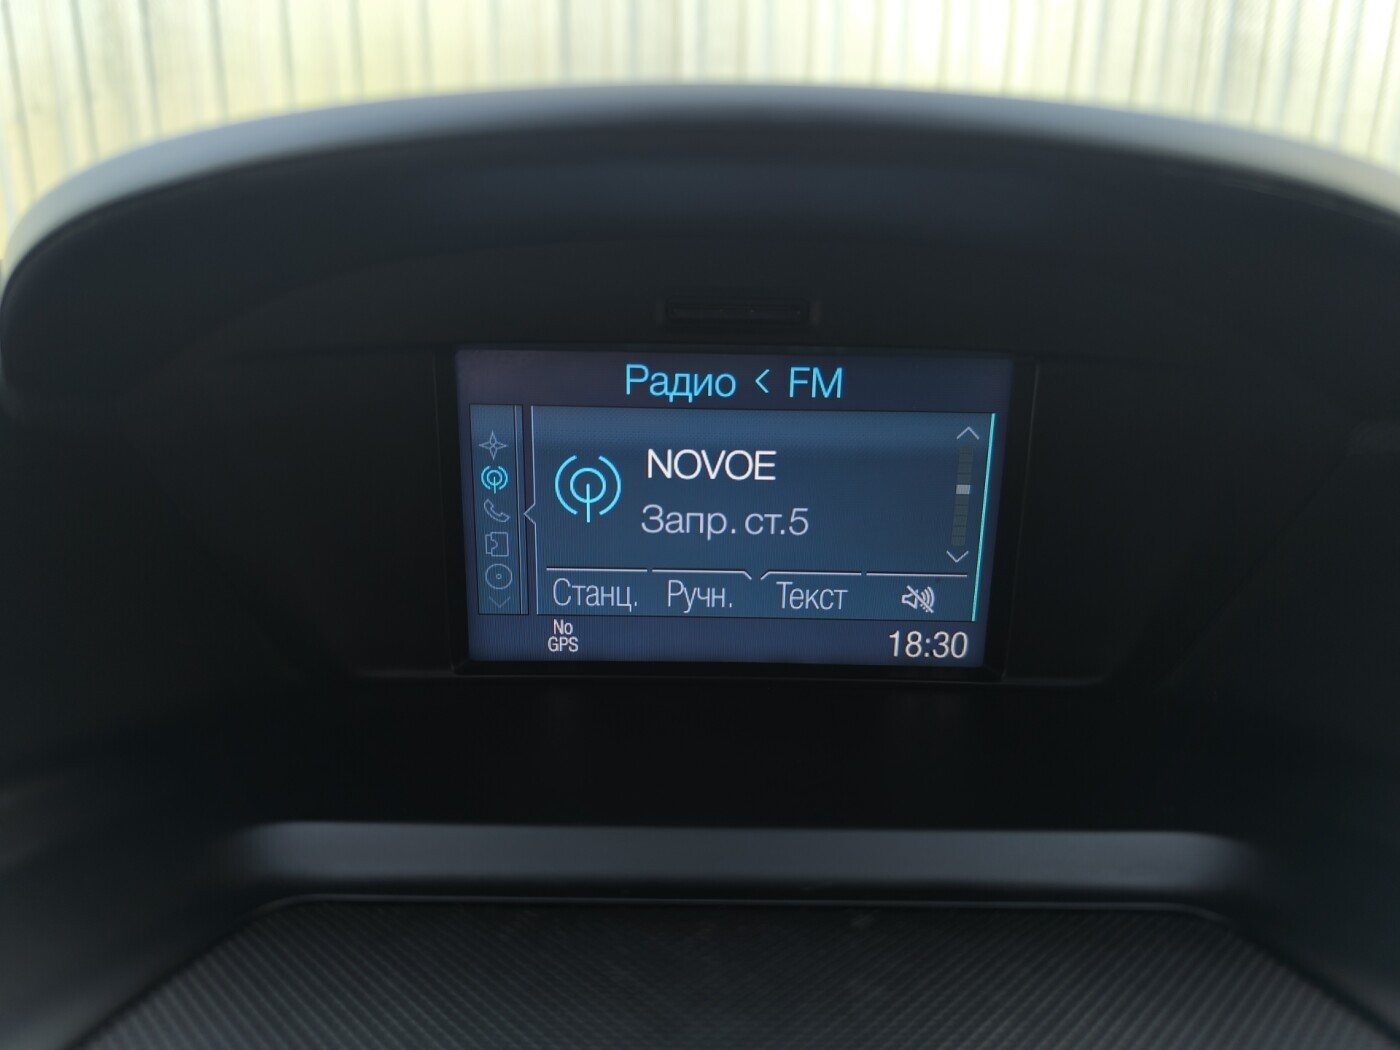 Радио < FM
NOVOE
Запр. ст.5
Станц. Ручн. Текст
No
GPS
18:30